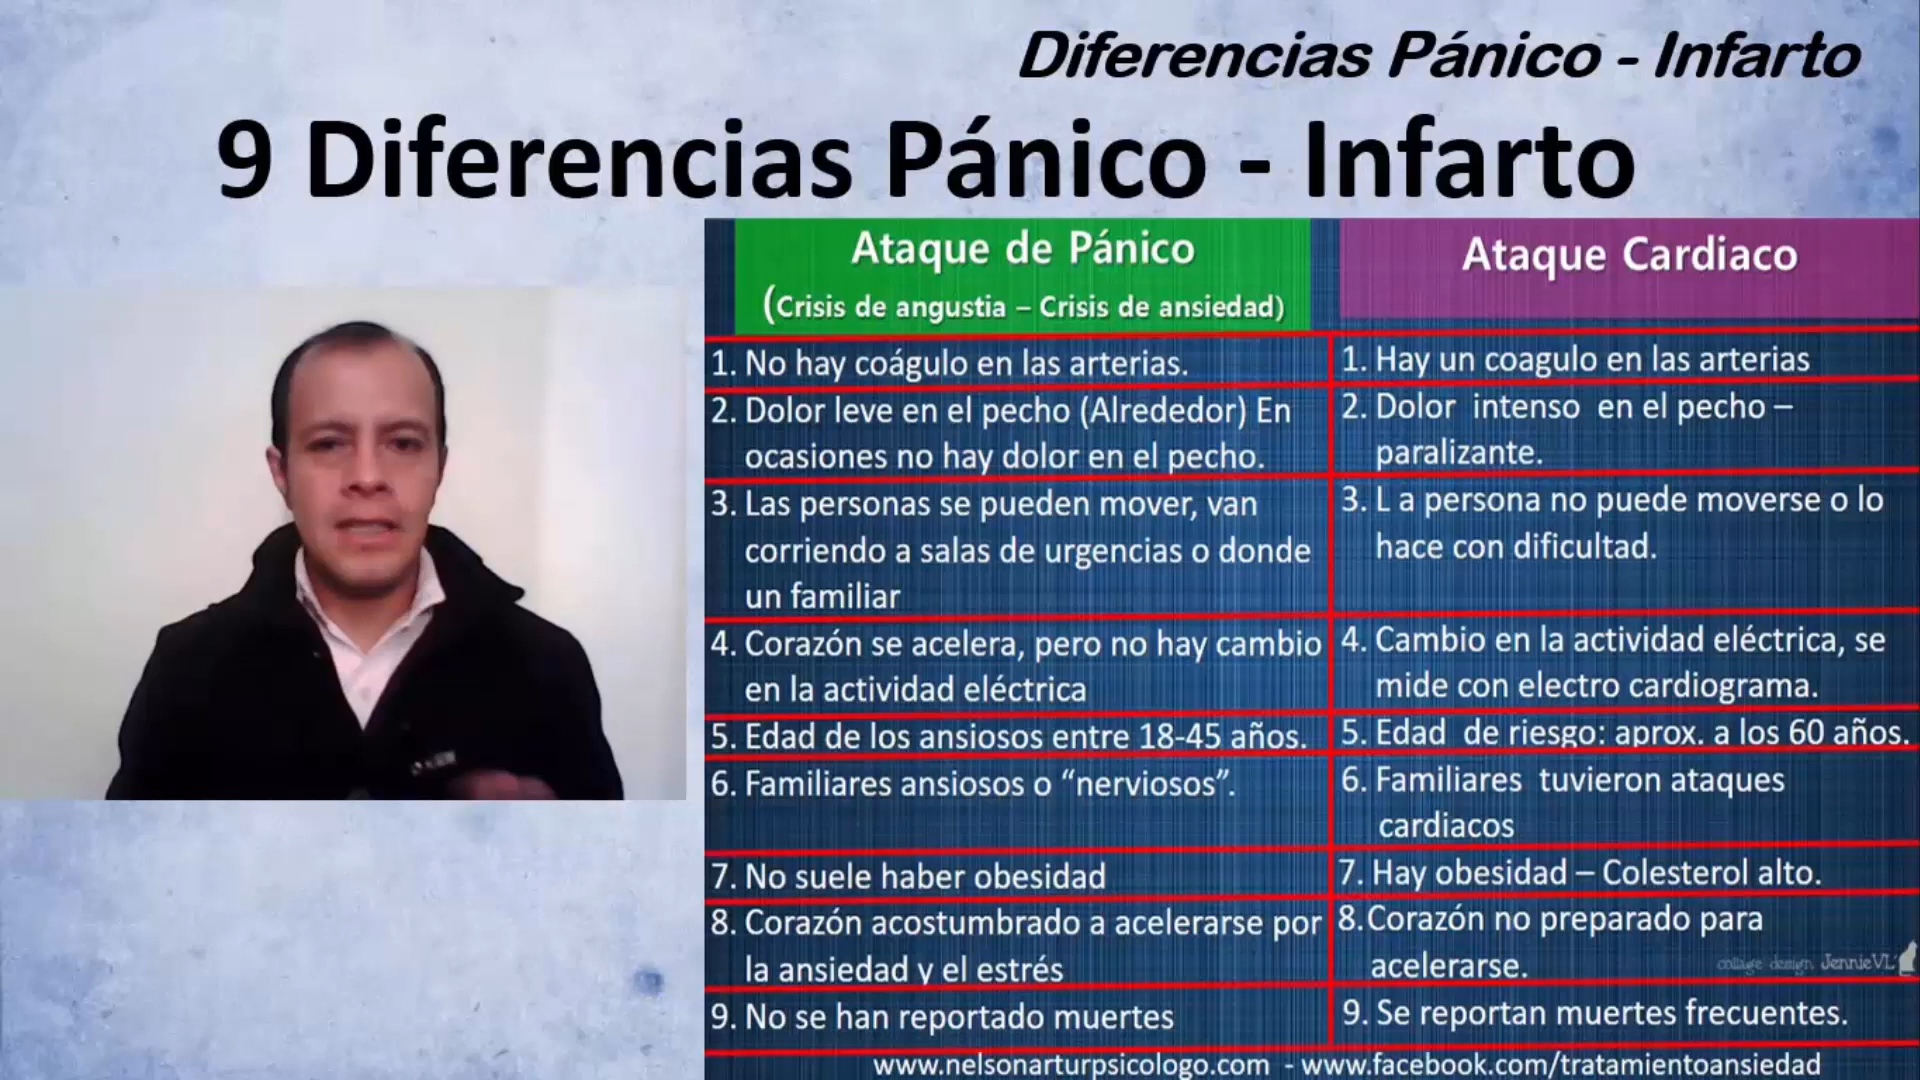 Diferencias Pánico - Infarto
9 Diferencias Pánico - Infarto
Ataque de Pánico
(Crisis de angustia – Crisis de ansiedad)
1. No hay coágulo en las arterias.
2. Dolor leve en el pecho (Alrededor) En
ocasiones no hay dolor en el pecho.
3. Las personas se pueden mover, van
corriendo a salas de urgencias o donde
un familiar
4. Corazón se acelera, pero no hay cambio
en la actividad eléctrica
5. Edad de los ansiosos entre 18-45 años.
6. Familiares ansiosos o “nerviosos”.
7. No suele haber obesidad
8. Corazón acostumbrado a acelerarse por
la ansiedad y el estrés
9. No se han reportado muertes
Ataque Cardiaco
1. Hay un coagulo en las arterias
2. Dolor intenso en el pecho –
paralizante.
3. L a persona no puede moverse o lo
hace con dificultad.
4. Cambio en la actividad eléctrica, se
mide con electro cardiograma.
5. Edad de riesgo: aprox. a los 60 años.
6. Familiares tuvieron ataques
cardiacos
7. Hay obesidad – Colesterol alto.
8.Corazón no preparado para
acelerarse.
collage design JennieVL
9. Se reportan muertes frecuentes.
www.nelsonarturpsicologo.com - www.facebook.com/tratamientoansiedad